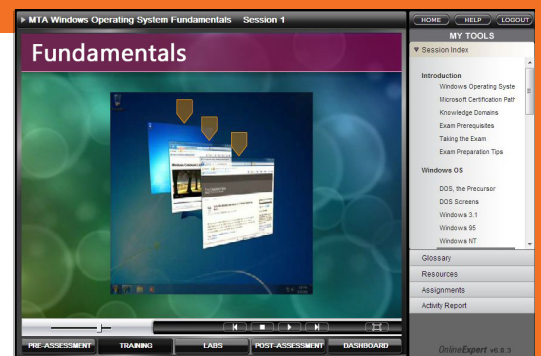 MTA Windows Operating System Fundamentals Session 1
HOME HELP LOGOUT
Fundamentals
MY TOOLS
Session Index
Introduction
Windows Operating Syste
Microsoft Certification Path
Knowledge Domains
Exam Prerequisites
Taking the Exam
Exam Preparation Tips
Windows OS
DOS, the Precursor
DOS Screens
Windows 3.1
Windows 95
Windows NT
Glossary
Resources
Assignments
Activity Report
PRE-ASSESSMENT TRAINING LABS POST-ASSESSMENT DASHBOARD
OnlineExpert v6.8.3